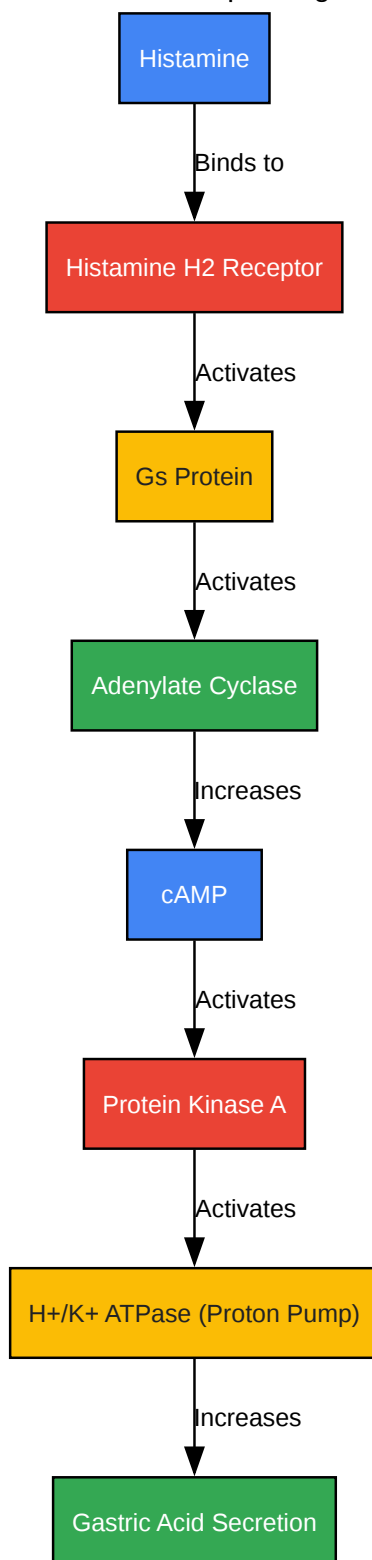 Histamine
Binds to
Histamine H2 Receptor
Activates
Gs Protein
Activates
Adenylate Cyclase
Increases
cAMP
Activates
Protein Kinase A
Activates
H+/K+ ATPase (Proton Pump)
Increases
Gastric Acid Secretion